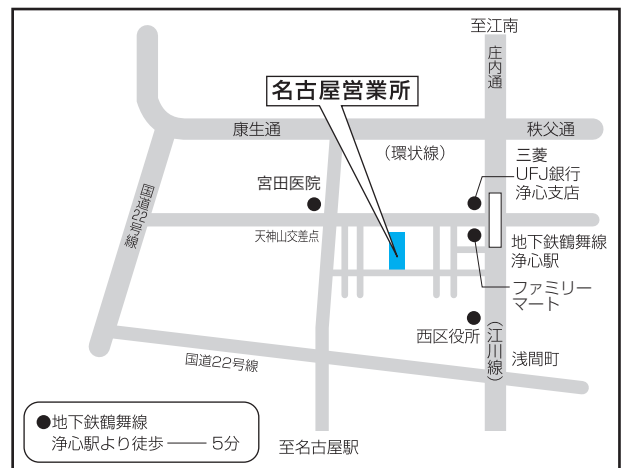 至江南
庄内通
名古屋営業所
康生通
秩父通
(環状線)
三菱
UFJ銀行
浄心支店
宮田医院
国道22号線
天神山交差点
地下鉄鶴舞線
浄心駅
ファミリー
マート
西区役所
(江川線)
浅間町
国道22号線
●地下鉄鶴舞線
浄心駅より徒歩 —— 5分
至名古屋駅